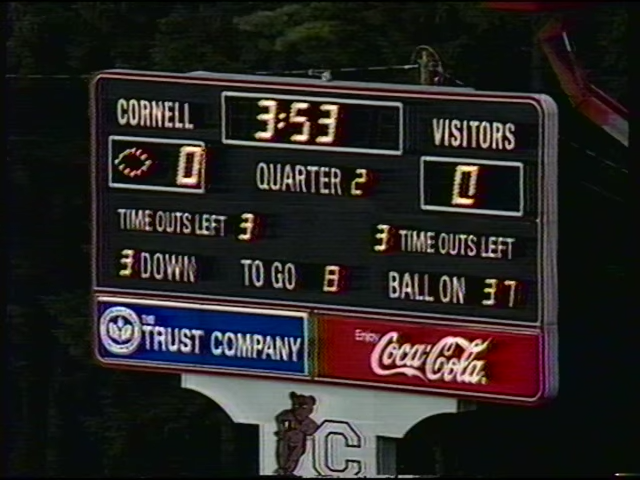 CORNELL 3:53 VISITORS
0 QUARTER 2 0
TIME OUTS LEFT 3 3 TIME OUTS LEFT
3 DOWN TO GO 8 BALL ON 37
THE TRUST COMPANY
Enjoy Coca-Cola
C